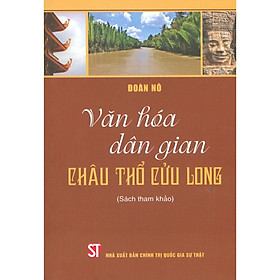 ĐOÀN NÔ
Văn hóa
dân gian
CHÂU THỔ CỬU LONG
(Sách tham khảo)
ST
NHÀ XUẤT BẢN CHÍNH TRỊ QUỐC GIA SỰ THẬT